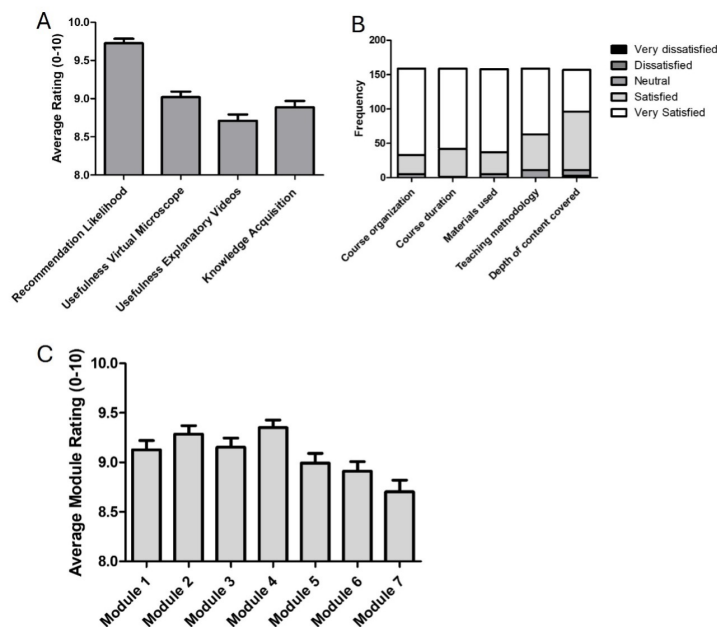 A
Average Rating (0-10)
10.0
9.0
8.5
8.0
Recommendation Likelihood
Usefulness Virtual Microscope
Usefulness Explanatory Videos
Knowledge Acquisition
B
Frequency
200
150
100
50
0
Course organization
Course duration
Materials used
Teaching methodology
Depth of content covered
Very dissatisfied
Dissatisfied
Neutral
Satisfied
Very Satisfied
C
Average Module Rating (0-10)
10.0
9.5
9.0
8.5
8.0
Module 1
Module 2
Module 3
Module 4
Module 5
Module 6
Module 7